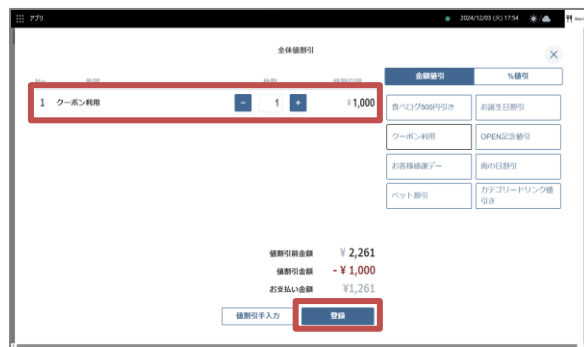 アプリ
2024/12/03 (火) 17:54
全体値割引
金額値引
%値引
No
1 クーポン利用 - 1 + ¥1,000
食べログ500円引き
お誕生日割引
クーポン利用
OPEN記念値引
お客様感謝デー
雨の日割引
ペット割引
カテゴリードリンク値
引き
値割引前金額 ¥ 2,261
値割引金額 - ¥ 1,000
お支払い金額 ¥1,261
値割引手入力
登録